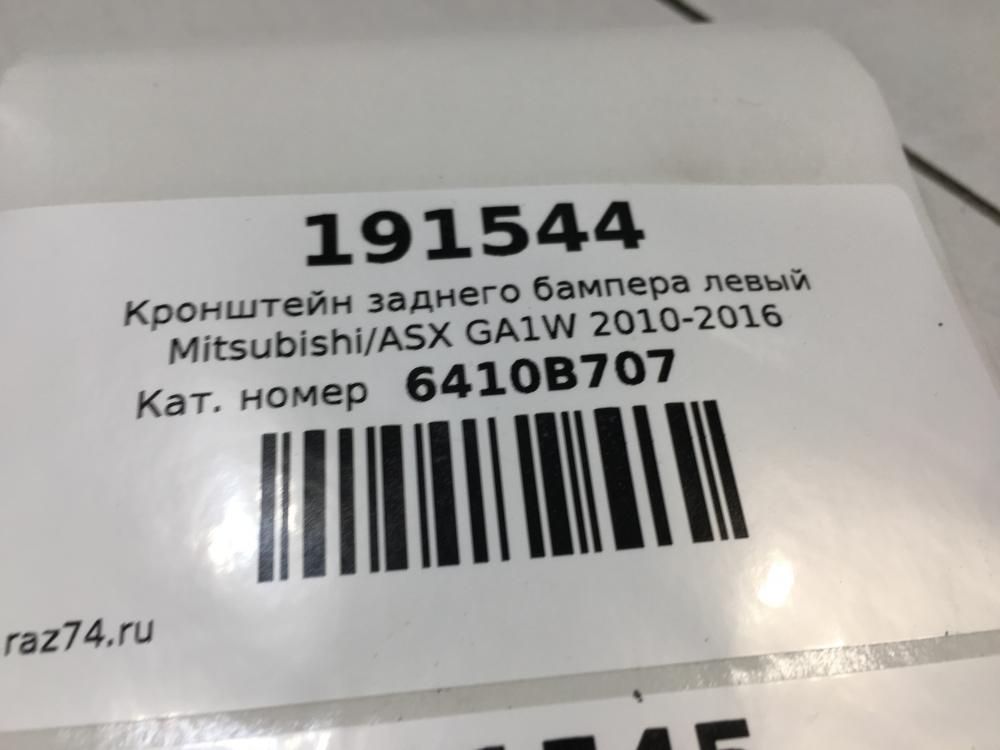 191544
Кронштейн заднего бампера левый
Mitsubishi/ASX GA1W 2010-2016
Кат. номер 6410B707
raz74.ru